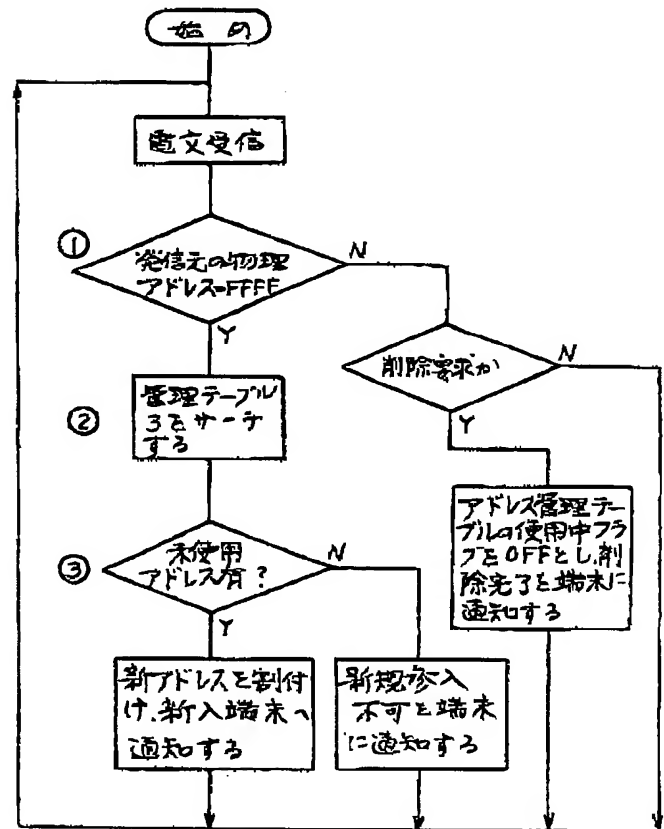 始め
電文受信
①
発信元の物理
アドレス=FFFF
N
Y
削除要求か
N
Y
②
管理テーブル
3をサーチ
する
③
未使用
アドレス有?
N
Y
アドレス管理テー
ブルの使用中フラ
グをOFFとし、削
除完了を端末に
通知する
新アドレスを割付
け、新入端末へ
通知する
新規参入
不可を端末
に通知する